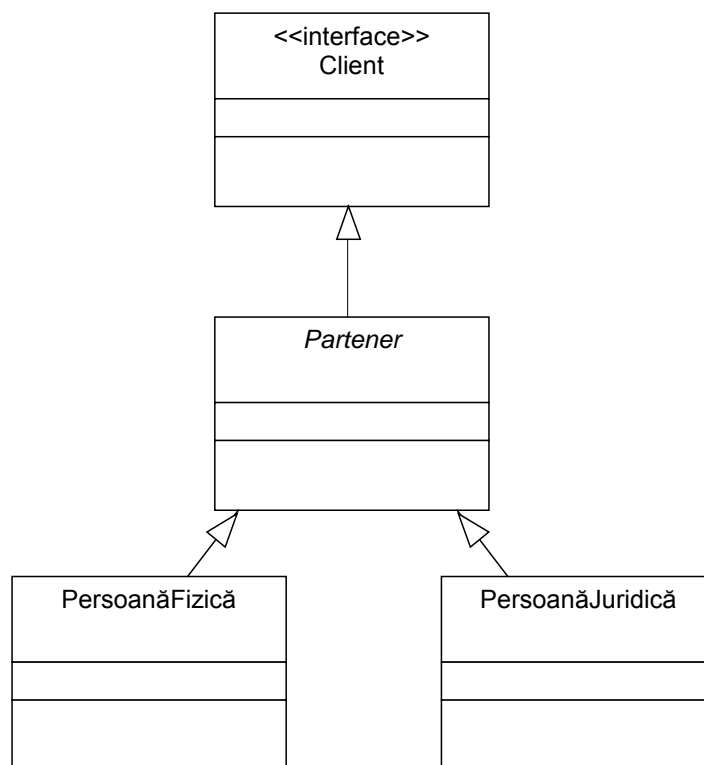 <<interface>>
Client
Partener
PersoanăFizică
PersoanăJuridică